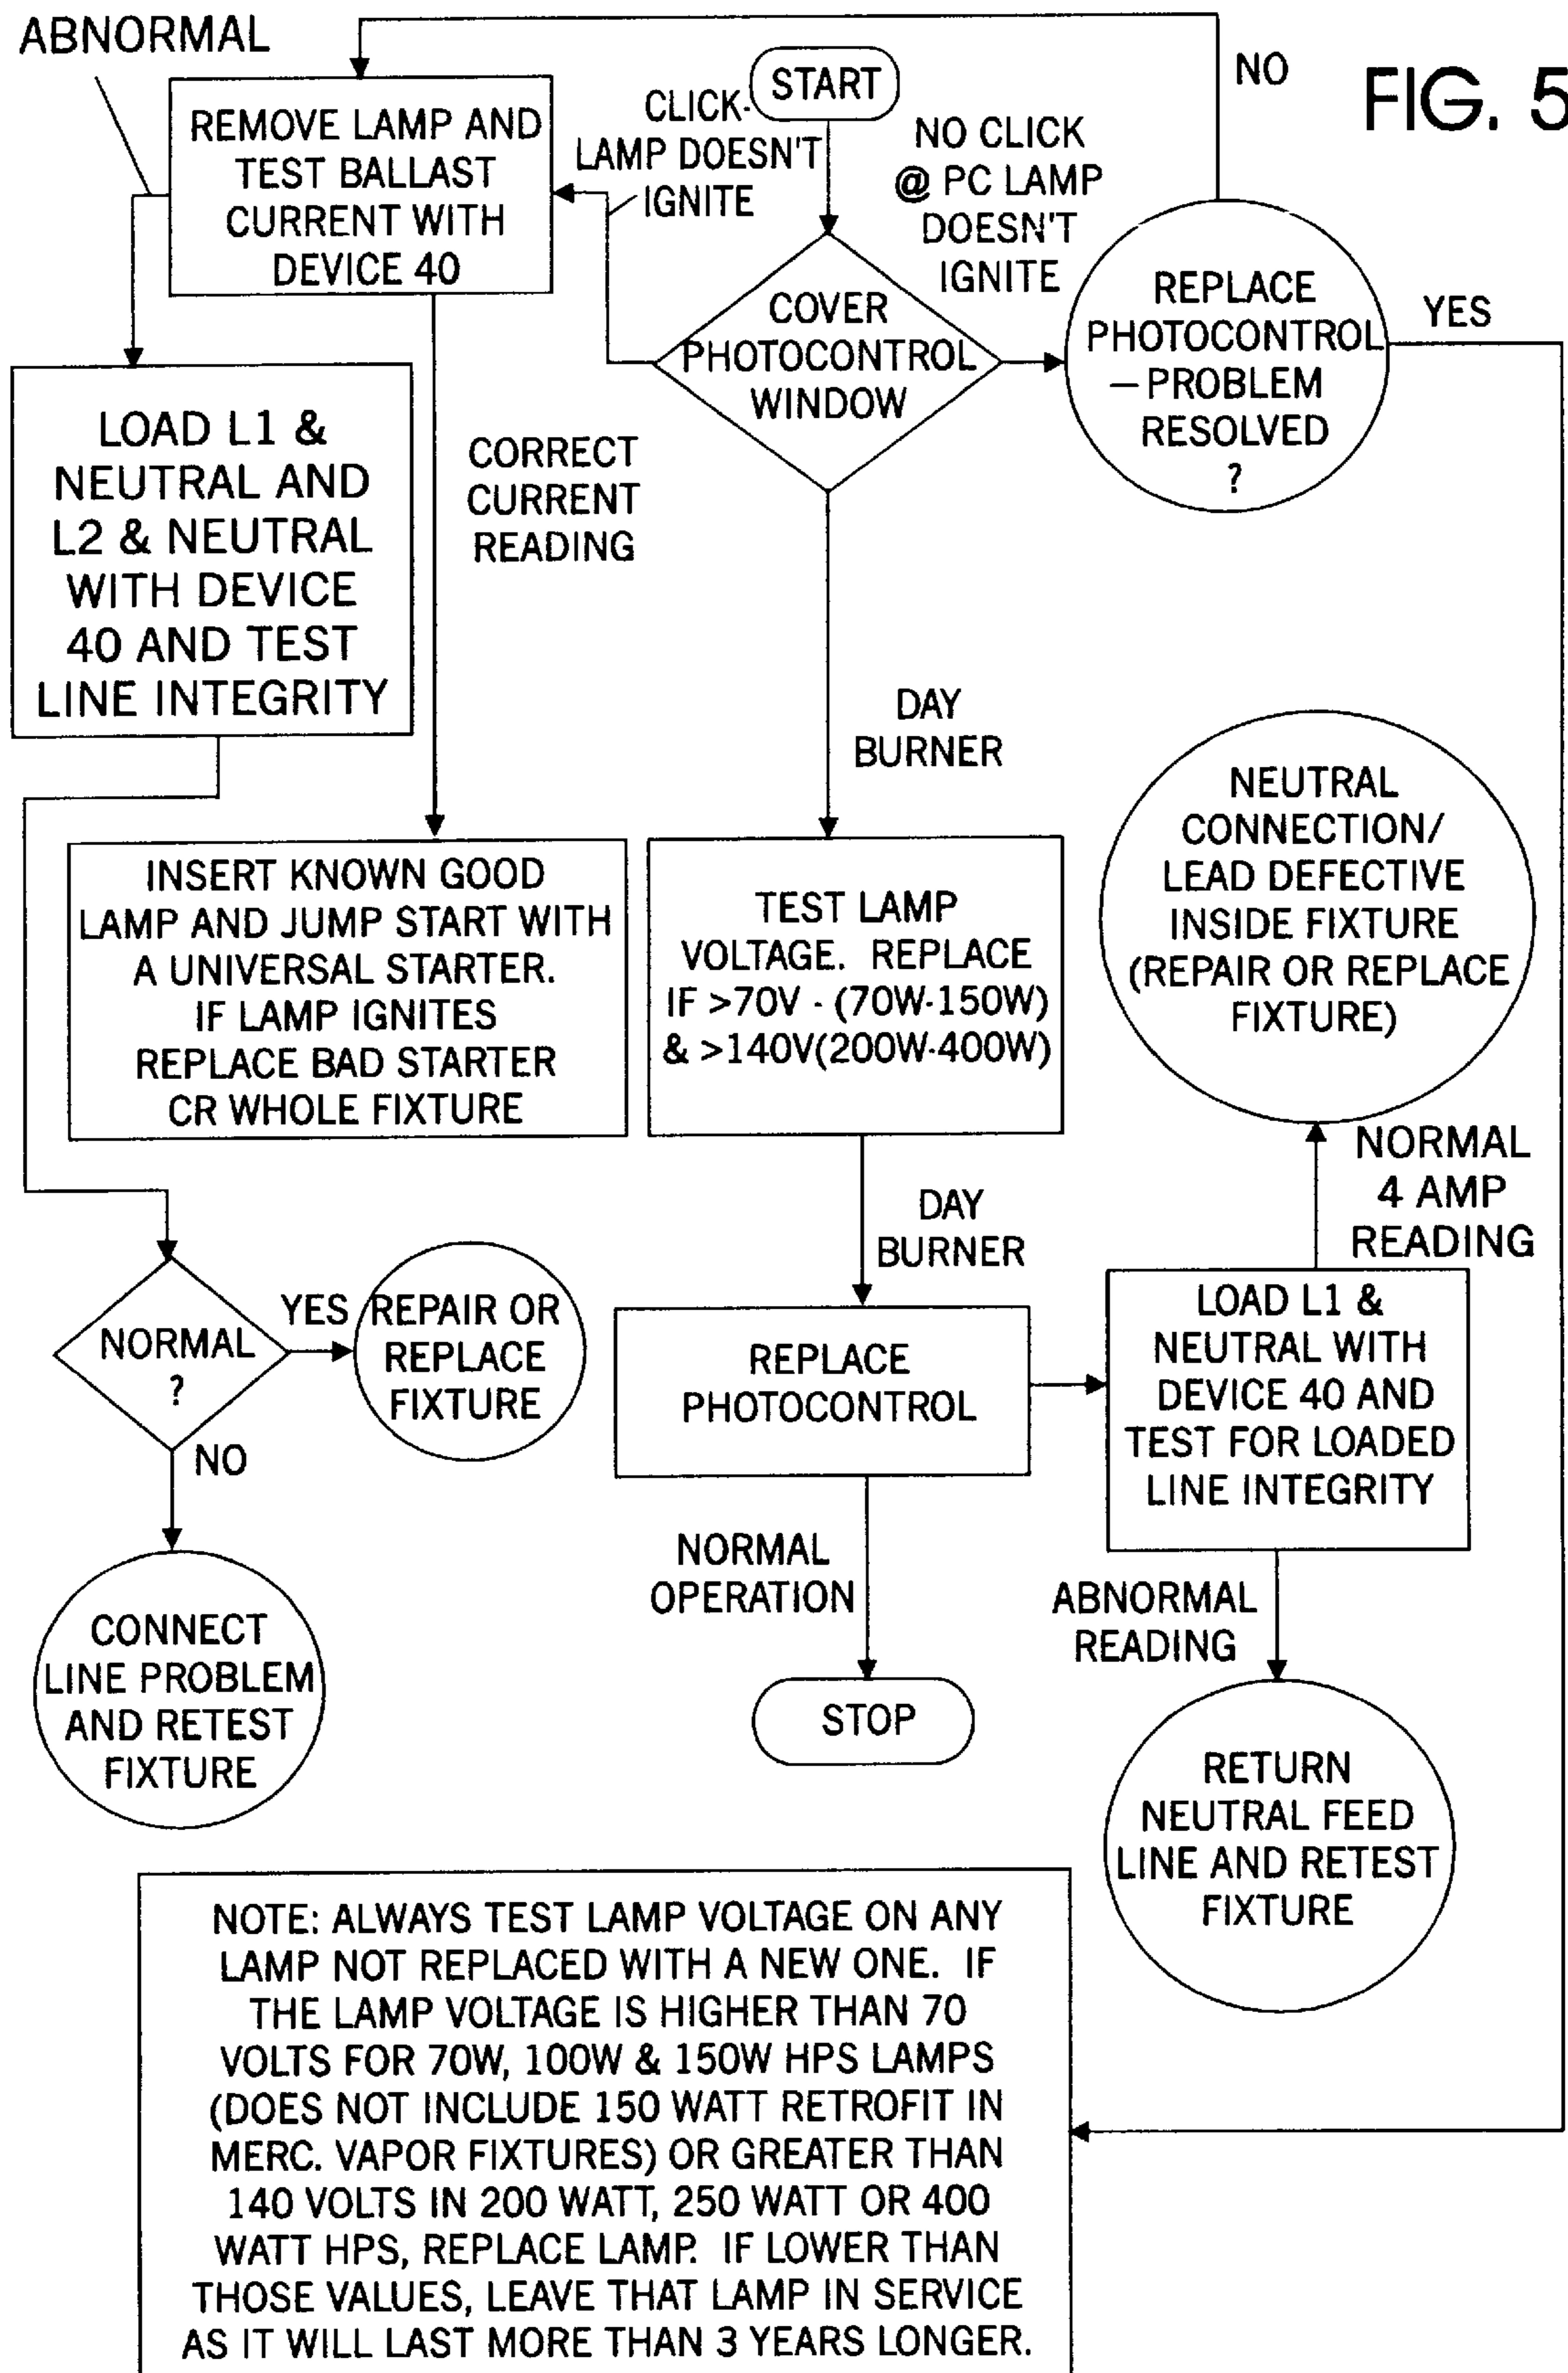 FIG. 5
START
ABNORMAL
REMOVE LAMP AND
TEST BALLAST
CURRENT WITH
DEVICE 40
CLICK-
LAMP DOESN'T
IGNITE
NO CLICK
@ PC LAMP
DOESN'T
IGNITE
NO
COVER
PHOTOCONTROL
WINDOW
REPLACE
PHOTOCONTROL
—PROBLEM
RESOLVED
?
YES
LOAD L1 &
NEUTRAL AND
L2 & NEUTRAL
WITH DEVICE
40 AND TEST
LINE INTEGRITY
CORRECT
CURRENT
READING
DAY
BURNER
INSERT KNOWN GOOD
LAMP AND JUMP START WITH
A UNIVERSAL STARTER.
IF LAMP IGNITES
REPLACE BAD STARTER
CR WHOLE FIXTURE
TEST LAMP
VOLTAGE. REPLACE
IF >70V - (70W-150W)
& >140V(200W-400W)
NEUTRAL
CONNECTION/
LEAD DEFECTIVE
INSIDE FIXTURE
(REPAIR OR REPLACE
FIXTURE)
NORMAL
4 AMP
READING
DAY
BURNER
NORMAL
?
YES
REPAIR OR
REPLACE
FIXTURE
NO
REPLACE
PHOTOCONTROL
LOAD L1 &
NEUTRAL WITH
DEVICE 40 AND
TEST FOR LOADED
LINE INTEGRITY
CONNECT
LINE PROBLEM
AND RETEST
FIXTURE
NORMAL
OPERATION
STOP
ABNORMAL
READING
RETURN
NEUTRAL FEED
LINE AND RETEST
FIXTURE
NOTE: ALWAYS TEST LAMP VOLTAGE ON ANY
LAMP NOT REPLACED WITH A NEW ONE. IF
THE LAMP VOLTAGE IS HIGHER THAN 70
VOLTS FOR 70W, 100W & 150W HPS LAMPS
(DOES NOT INCLUDE 150 WATT RETROFIT IN
MERC. VAPOR FIXTURES) OR GREATER THAN
140 VOLTS IN 200 WATT, 250 WATT OR 400
WATT HPS, REPLACE LAMP. IF LOWER THAN
THOSE VALUES, LEAVE THAT LAMP IN SERVICE
AS IT WILL LAST MORE THAN 3 YEARS LONGER.